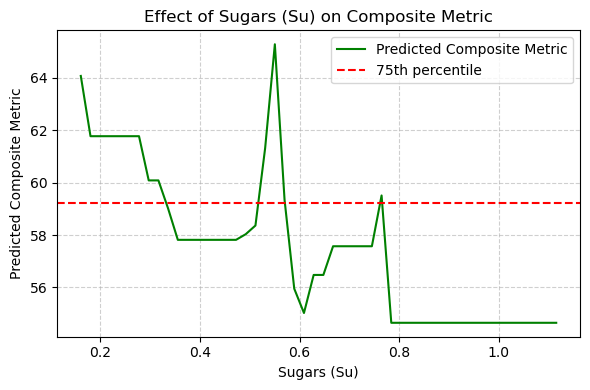 Effect of Sugars (Su) on Composite Metric
Predicted Composite Metric
75th percentile
Predicted Composite Metric
64
62
60
58
56
0.2 0.4 0.6 0.8 1.0
Sugars (Su)